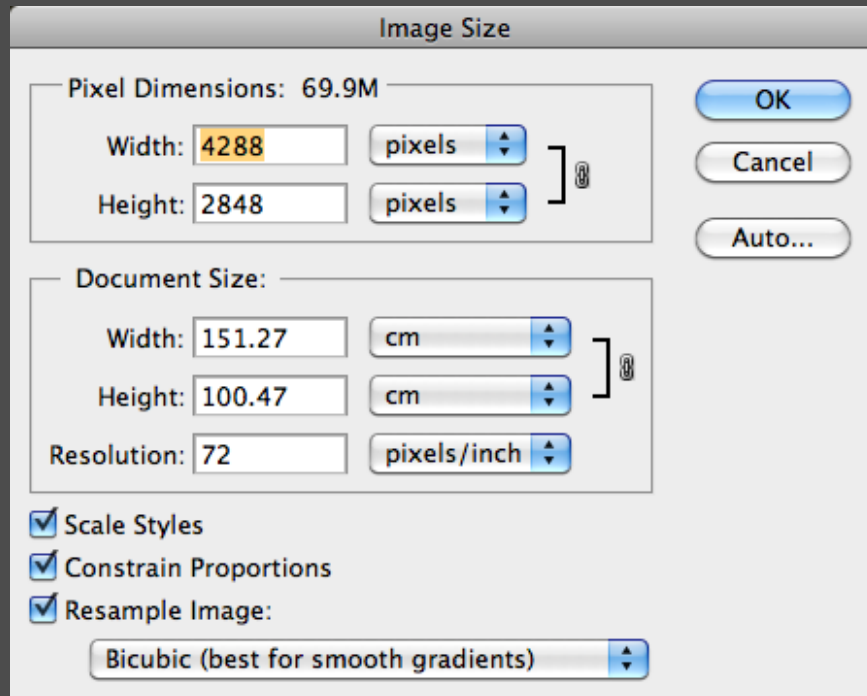 Image Size
Pixel Dimensions: 69.9M
Width: 4288 pixels
Height: 2848 pixels
OK
Cancel
Auto...
Document Size:
Width: 151.27 cm
Height: 100.47 cm
Resolution: 72 pixels/inch
Scale Styles
Constrain Proportions
Resample Image:
Bicubic (best for smooth gradients)